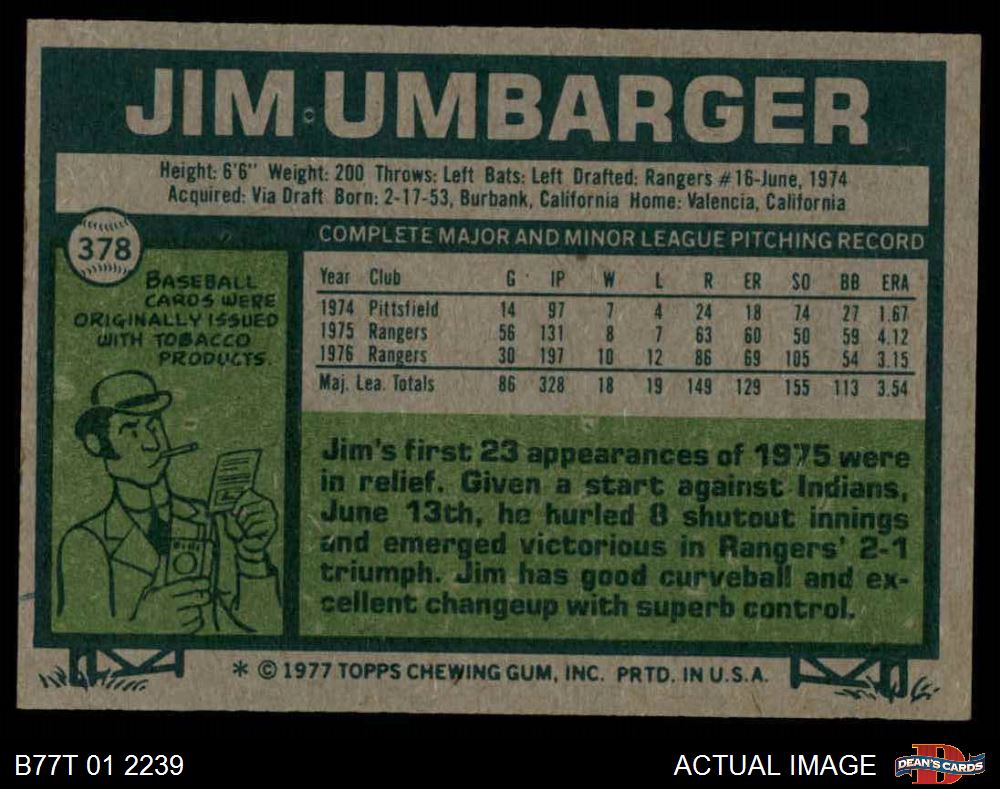 JIM UMBARGER
Height: 6'6" Weight: 200 Throws: Left Bats: Left Drafted: Rangers #16-June, 1974
Acquired: Via Draft Born: 2-17-53, Burbank, California Home: Valencia, California
378
BASEBALL
CARDS WERE
ORIGINALLY ISSUED
WITH TOBACCO
PRODUCTS.
COMPLETE MAJOR AND MINOR LEAGUE PITCHING RECORD
Year Club G IP W L R ER SO BB ERA
1974 Pittsfield 14 97 7 4 24 18 74 27 1.67
1975 Rangers 56 131 8 7 63 60 50 59 4.12
1976 Rangers 30 197 10 12 86 69 105 54 3.15
Maj. Lea. Totals 86 328 18 19 149 129 155 113 3.54
Jim's first 23 appearances of 1975 were
in relief. Given a start against Indians,
June 13th, he hurled 8 shutout innings
and emerged victorious in Rangers' 2-1
triumph. Jim has good curveball and ex-
cellent changeup with superb control.
* © 1977 TOPPS CHEWING GUM, INC. PRTD. IN U.S.A.
B77T 01 2239
ACTUAL IMAGE
D
DEAN'S CARDS